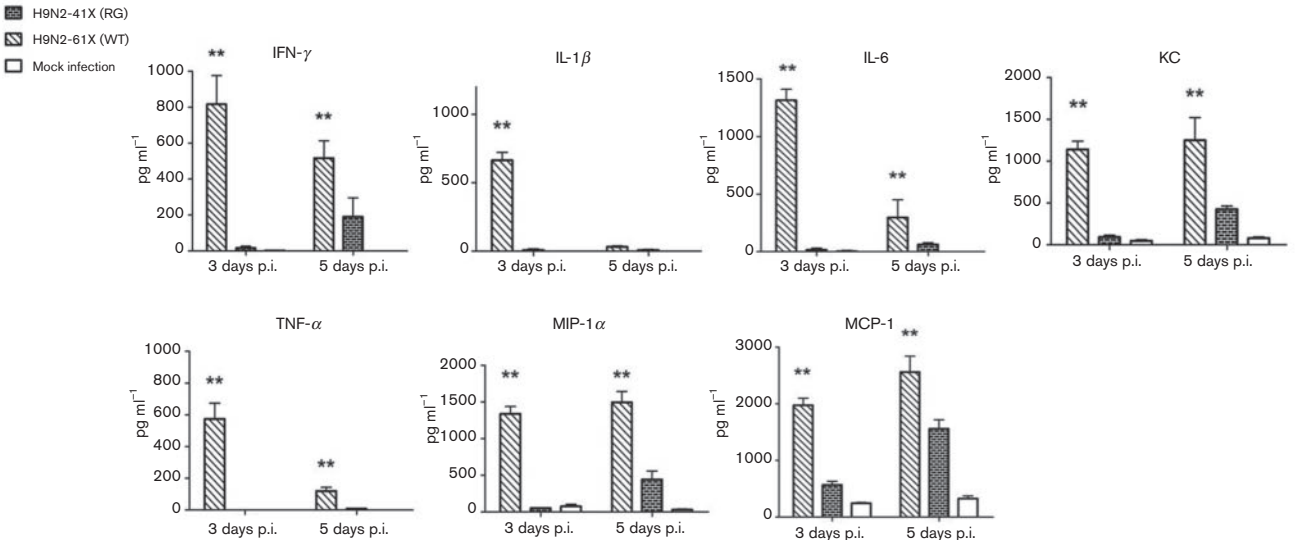 H9N2-41X (RG)
H9N2-61X (WT)
Mock infection
IFN-γ
**
**
pg ml⁻¹
1000
800
600
400
200
0
3 days p.i.
5 days p.i.
IL-1β
**
pg ml⁻¹
1000
500
0
3 days p.i.
5 days p.i.
IL-6
**
**
pg ml⁻¹
1500
1000
500
0
3 days p.i.
5 days p.i.
KC
**
**
pg ml⁻¹
2000
1500
1000
500
0
3 days p.i.
5 days p.i.
TNF-α
**
**
pg ml⁻¹
1000
800
600
400
200
0
3 days p.i.
5 days p.i.
MIP-1α
**
**
pg ml⁻¹
2000
1500
1000
500
0
3 days p.i.
5 days p.i.
MCP-1
**
**
pg ml⁻¹
3000
2000
1000
0
3 days p.i.
5 days p.i.